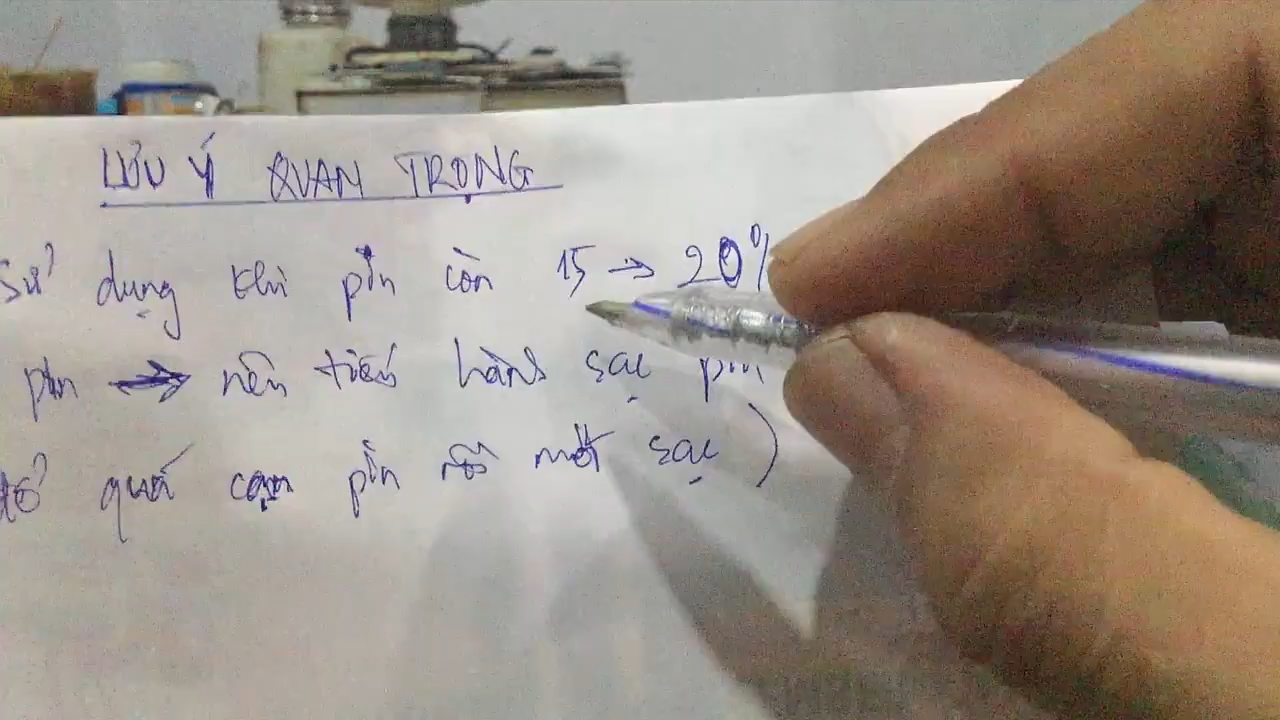 LƯU Ý QUAN TRỌNG
Sử dụng khi pin còn 15 → 20%
pin → nên tiến hành sạc pin
để quá cạn pin rồi mới sạc )